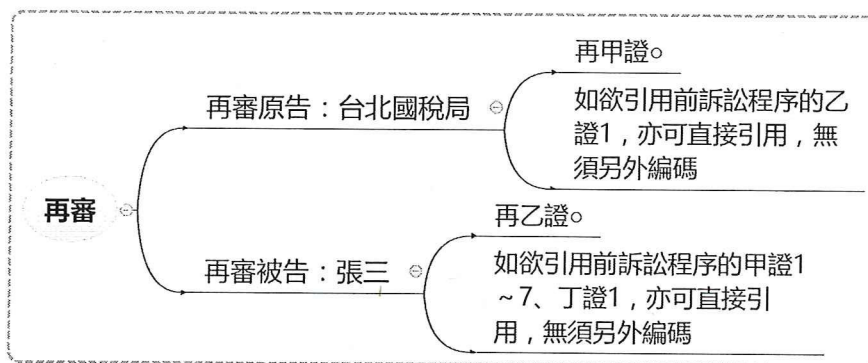 再審
再審原告：台北國稅局
再甲證○
如欲引用前訴訟程序的乙
證1，亦可直接引用，無
須另外編碼
再審被告：張三
再乙證○
如欲引用前訴訟程序的甲證1
～7、丁證1，亦可直接引
用，無須另外編碼